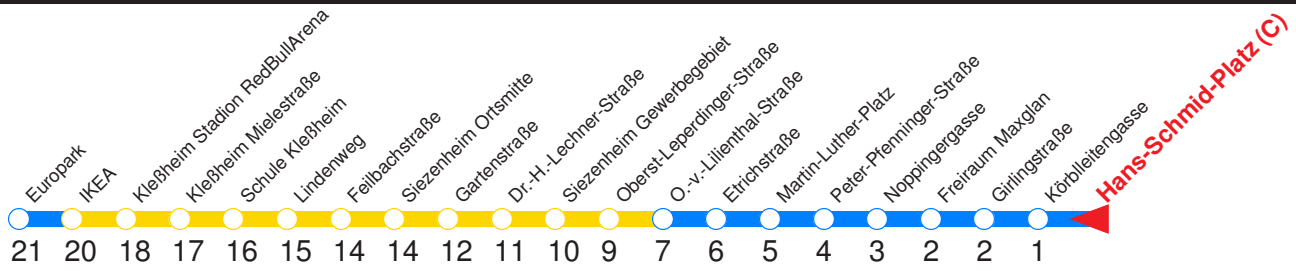 Europark
IKEA
Kleßheim Stadion RedBullArena
Kleßheim Mielestraße
Schule Kleßheim
Lindenweg
Feilbachstraße
Siezenheim Ortsmitte
Gartenstraße
Dr.-H.-Lechner-Straße
Siezenheim Gewerbegebiet
Oberst-Leperdinger-Straße
O.-v.-Lilienthal-Straße
Etrichstraße
Martin-Luther-Platz
Peter-Pfenninger-Straße
Noppingergasse
Freiraum Maxglan
Girlingstraße
Körblleitengasse
Hans-Schmid-Platz (C)
21 20 18 17 16 15 14 14 12 11 10 9 7 6 5 4 3 2 2 1